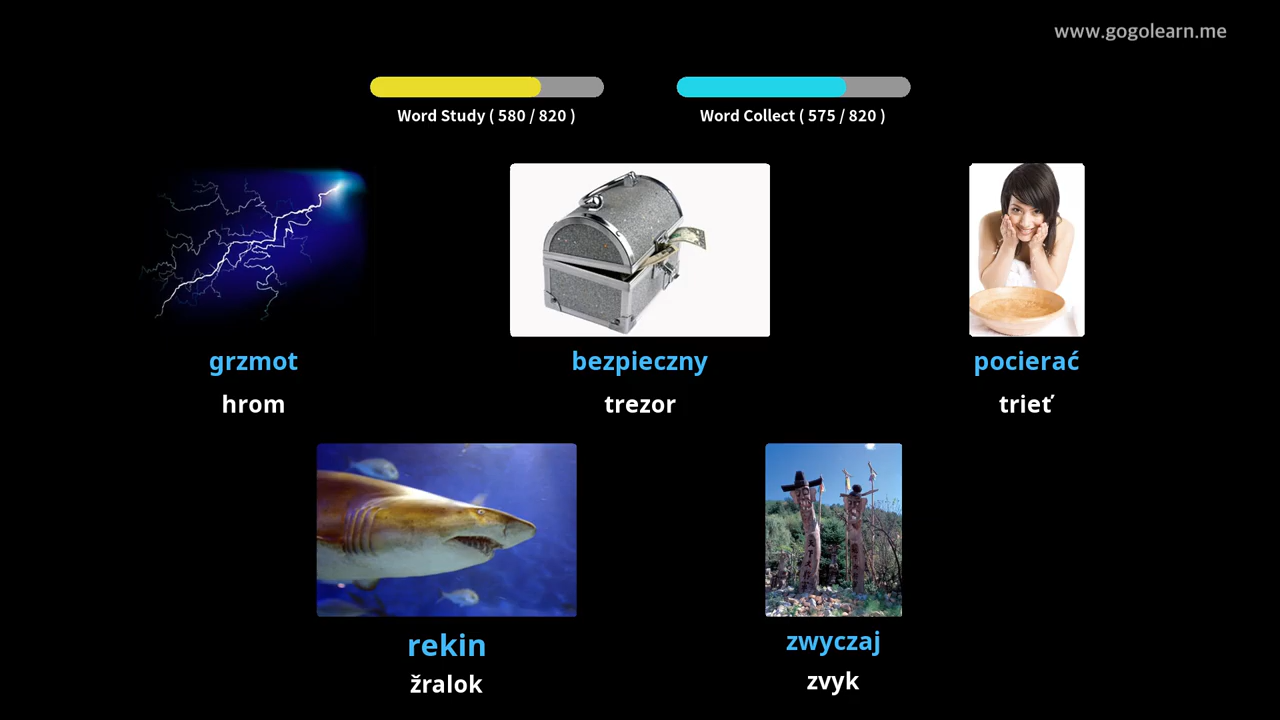 www.gogolearn.me
Word Study ( 580 / 820 )
Word Collect ( 575 / 820 )
grzmot
hrom
bezpieczny
trezor
pocierać
trieť
rekin
žralok
zwyczaj
zvyk